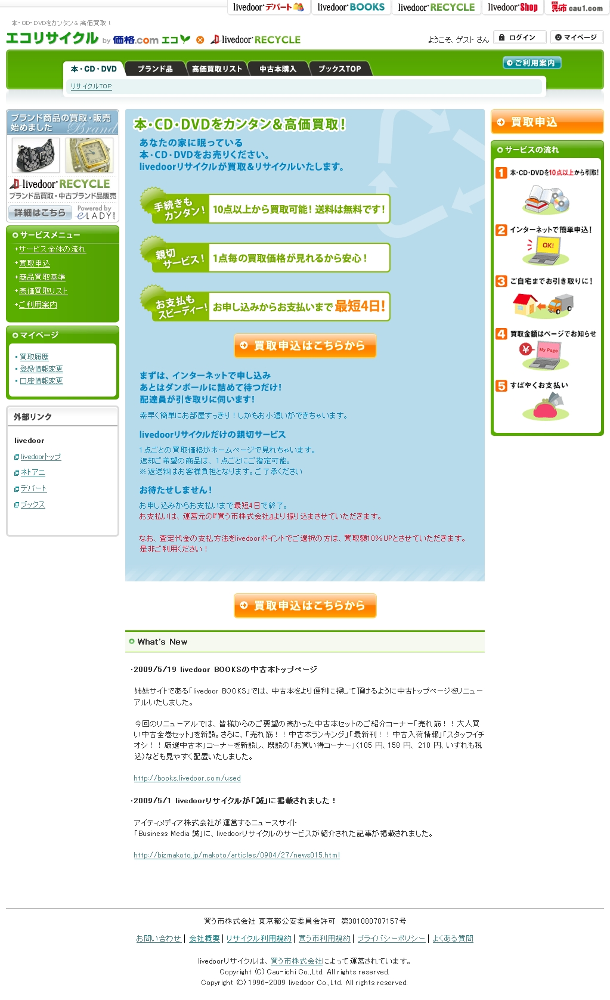 livedoor デパート livedoor BOOKS livedoor RECYCLE livedoor Shop 買う市 cau1.com
本・CD・DVDをカンタン＆高価買取！
エコリサイクル by 価格.com エコ livedoor RECYCLE
ようこそ、ゲスト さん ログイン マイページ
ご利用案内
本・CD・DVD ブランド品 高価買取リスト 中古本購入 ブックスTOP
リサイクルTOP
ブランド商品の買取・販売
始めました
Brand
livedoor RECYCLE
ブランド品買取・中古ブランド品販売
詳細はこちら Powered by eLADY
サービスメニュー
サービス全体の流れ
買取申込
商品買取基準
高価買取リスト
ご利用案内
マイページ
買取履歴
登録情報変更
口座情報変更
外部リンク
livedoor
livedoorトップ
ネトアニ
デパート
ブックス
本・CD・DVDをカンタン＆高価買取！
あなたの家に眠っている
本・CD・DVDをお売りください。
livedoorリサイクルが買取＆リサイクルいたします。
手続きも
カンタン！
10点以上から買取可能！送料は無料です！
親切
サービス！
1点毎の買取価格が見れるから安心！
お支払も
スピーディー！
お申し込みからお支払いまで最短4日！
買取申込はこちらから
まずは、インターネットで申し込み
あとはダンボールに詰めて待つだけ！
配達員が引き取りに伺います！
素早く簡単にお部屋すっきり！しかもお小遣いができちゃいます。
livedoorリサイクルだけの親切サービス
１点ごとの買取価格がホームページで見れちゃいます。
返却ご希望の商品は、１点ごとにご指定可能。
※返送料はお客様負担となります。ご了承ください
お待たせしません！
お申し込みからお支払いまで最短4日で終了。
お支払いは、運営元の『買う市株式会社』より振り込まさせていただきます。
なお、査定代金の支払方法をlivedoorポイントでご選択の方は、買取額10％UPとさせていただきます。
是非ご利用ください！
買取申込はこちらから
What's New
・2009/5/19 livedoor BOOKSの中古本トップページ
姉妹サイトである「livedoor BOOKS」では、中古本をより便利に探して頂けるように中古トップページをリニュー
アルいたしました。
今回のリニューアルでは、皆様からのご要望の高かった中古本セットのご紹介コーナー「売れ筋！！大人買
い中古全巻セット」を新設。さらに、「売れ筋！！中古本ランキング」「最新刊！！中古入荷情報」「スタッフイチ
オシ！！厳選中古本」コーナーを新設し、既設の「お買い得コーナー」（105 円、158 円、 210 円、いずれも税
込）なども見やすく配置いたしました。
http://books.livedoor.com/used
・2009/5/1 livedoorリサイクルが「誠」に掲載されました！
アイティメディア株式会社が運営するニュースサイト
「Business Media 誠」に、livedoorリサイクルのサービスが紹介された記事が掲載されました。
http://bizmakoto.jp/makoto/articles/0904/27/news015.html
買取申込
サービスの流れ
1 本・CD・DVDを10点以上から引取！
2 インターネットで簡単申込！
OK!
3 ご自宅までお引き取りに！
4 買取金額はページでお知らせ
¥ My Page
5 すばやくお支払い
買う市株式会社 東京都公安委員会許可　第301080707157号
お問い合わせ | 会社概要 | リサイクル利用規約 | 買う市利用規約 | プライバシーポリシー | よくある質問
livedoorリサイクルは、買う市株式会社によって運営されています。
Copyright (C) Cau-ichi Co.,Ltd. All rights reserved.
Copyright (C) 1996-2009 livedoor Co.,Ltd. All rights reserved.